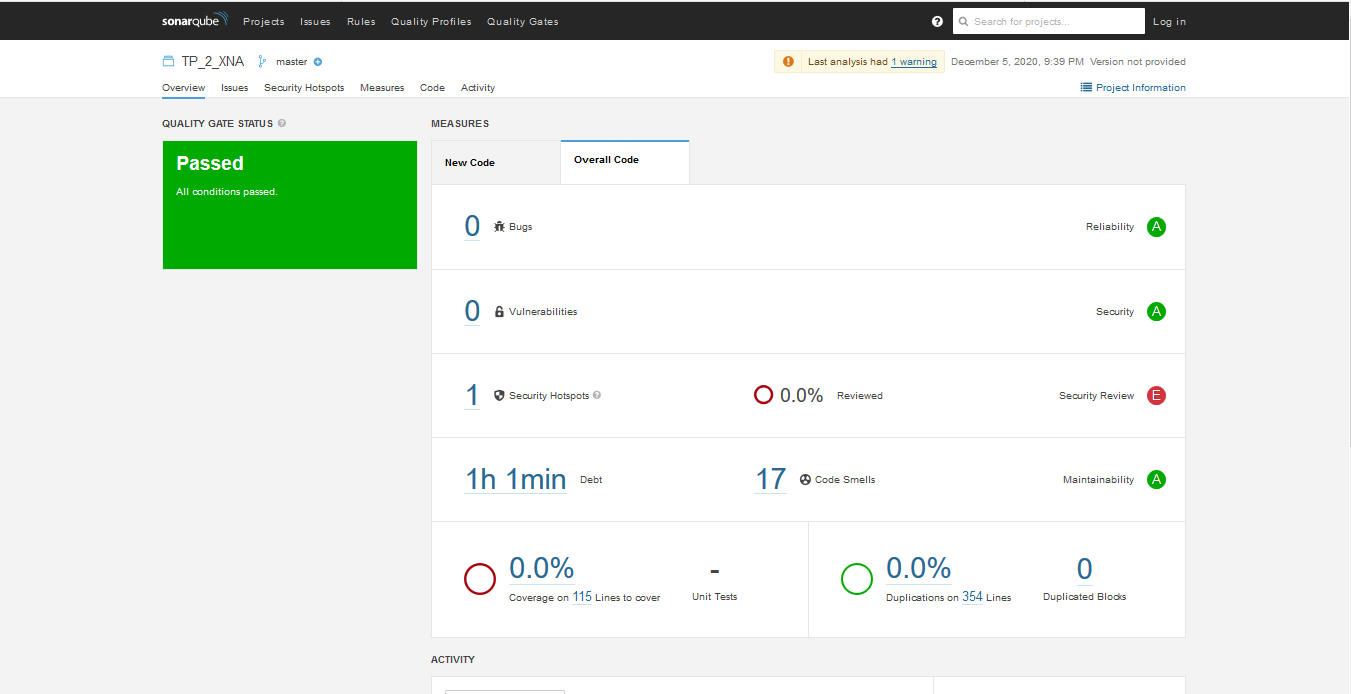 sonarqube Projects Issues Rules Quality Profiles Quality Gates ? Search for projects... Log in
TP_2_XNA master Last analysis had 1 warning December 5, 2020, 9:39 PM Version not provided
Overview Issues Security Hotspots Measures Code Activity Project Information
QUALITY GATE STATUS ?
MEASURES
Passed
All conditions passed.
New Code
Overall Code
0 Bugs Reliability A
0 Vulnerabilities Security A
1 Security Hotspots ? 0.0% Reviewed Security Review E
1h 1min Debt 17 Code Smells Maintainability A
0.0%
Coverage on 115 Lines to cover
-
Unit Tests
0.0%
Duplications on 354 Lines
0
Duplicated Blocks
ACTIVITY